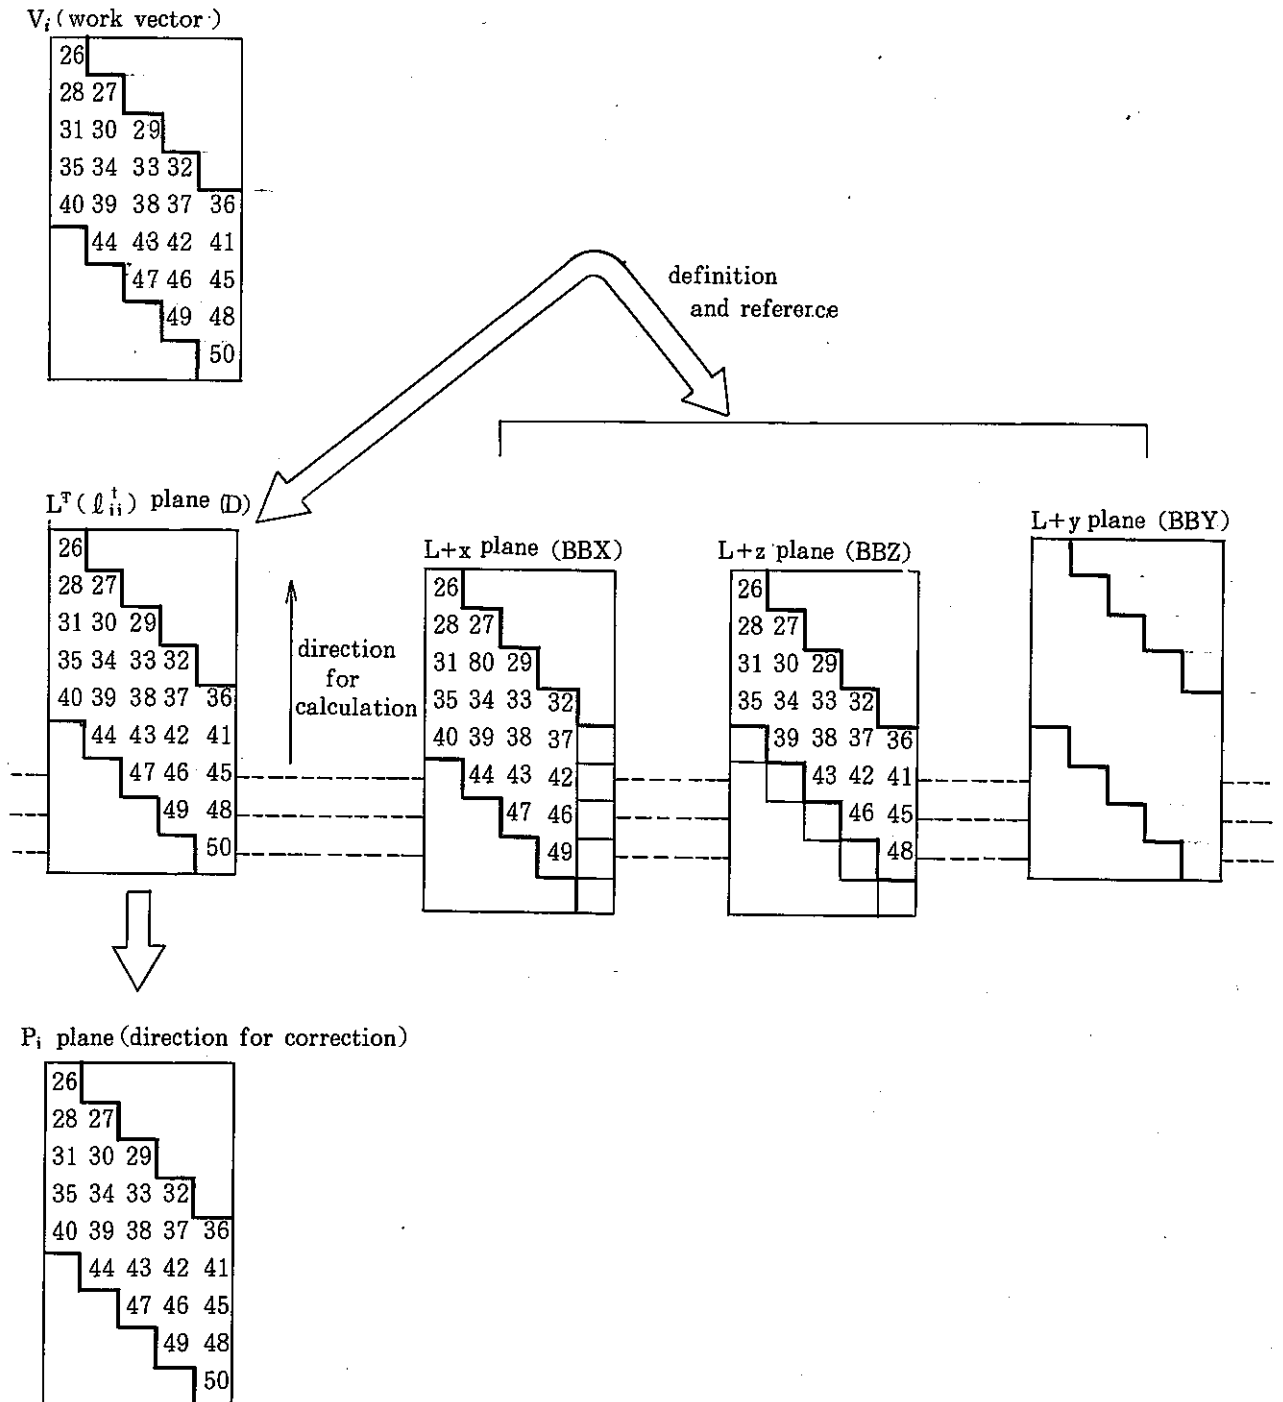 Vi (work vector)
26
28 27
31 30 29
35 34 33 32
40 39 38 37 36
44 43 42 41
47 46 45
49 48
50
definition
and reference
L^T (ℓ^t_ii) plane (D)
26
28 27
31 30 29
35 34 33 32
40 39 38 37 36
44 43 42 41
47 46 45
49 48
50
direction
for
calculation
L+x plane (BBX)
26
28 27
31 80 29
35 34 33 32
40 39 38 37
44 43 42
47 46
49
L+z plane (BBZ)
26
28 27
31 30 29
35 34 33 32
39 38 37 36
43 42 41
46 45
48
L+y plane (BBY)
Pi plane (direction for correction)
26
28 27
31 30 29
35 34 33 32
40 39 38 37 36
44 43 42 41
47 46 45
49 48
50